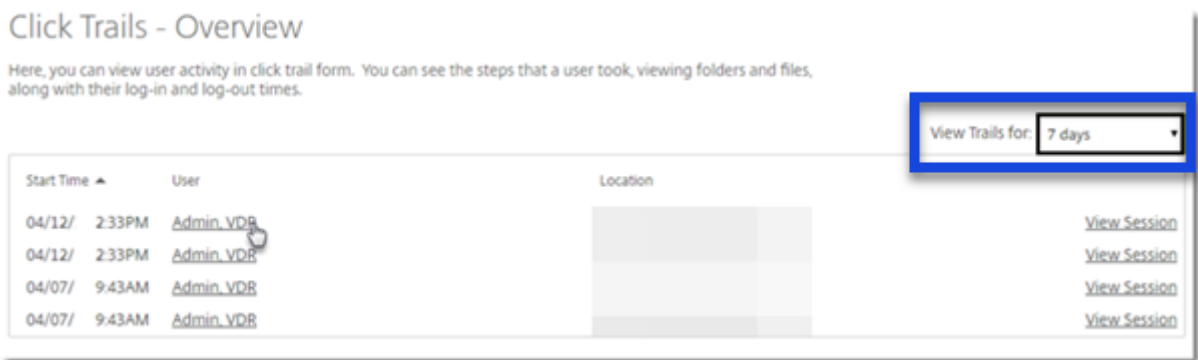 Click Trails - Overview
Here, you can view user activity in click trail form. You can see the steps that a user took, viewing folders and files,
along with their log-in and log-out times.
View Trails for: 7 days
Start Time User Location
04/12/ 2:33PM Admin, VDR View Session
04/12/ 2:33PM Admin, VDR View Session
04/07/ 9:43AM Admin, VDR View Session
04/07/ 9:43AM Admin, VDR View Session